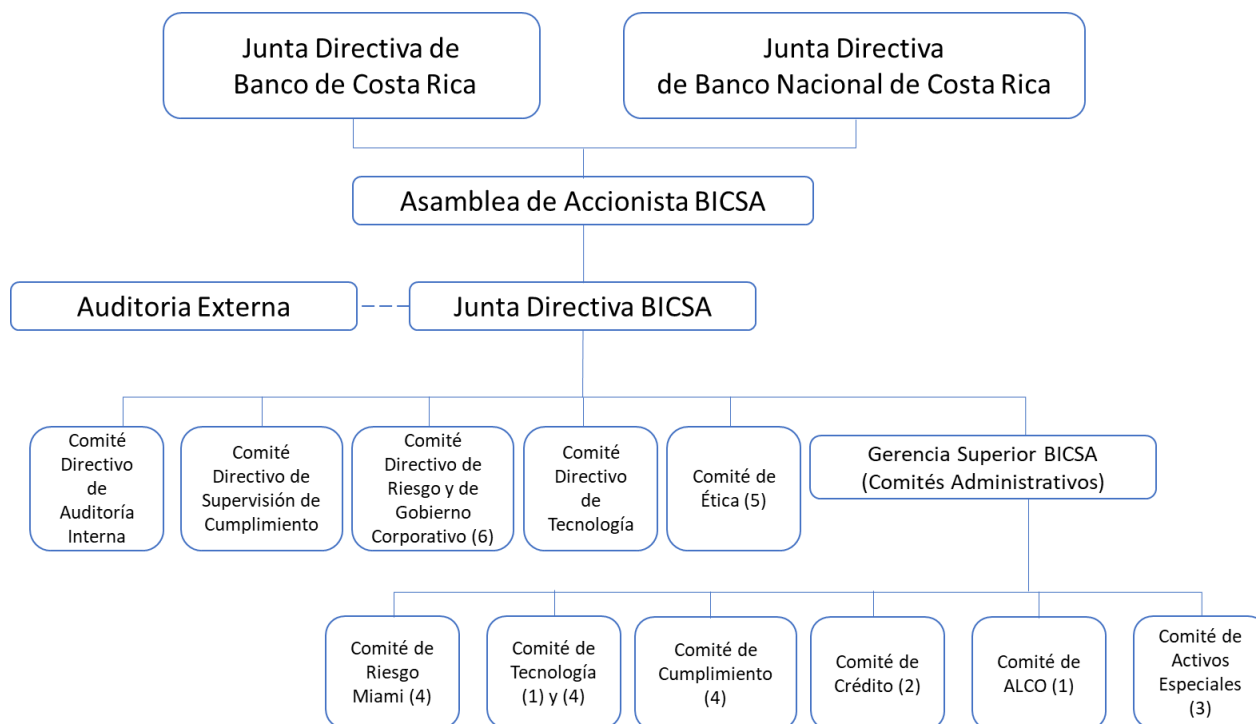 Junta Directiva de
Banco de Costa Rica
Junta Directiva
de Banco Nacional de Costa Rica
Asamblea de Accionista BICSA
Auditoria Externa
Junta Directiva BICSA
Comité
Directivo
de
Auditoría
Interna
Comité
Directivo de
Supervisión de
Cumplimiento
Comité
Directivo de
Riesgo y de
Gobierno
Corporativo (6)
Comité
Directivo
de
Tecnología
Comité de
Ética (5)
Gerencia Superior BICSA
(Comités Administrativos)
Comité de
Riesgo
Miami (4)
Comité de
Tecnología
(1) y (4)
Comité de
Cumplimiento
(4)
Comité de
Crédito (2)
Comité de
ALCO (1)
Comité de
Activos
Especiales
(3)